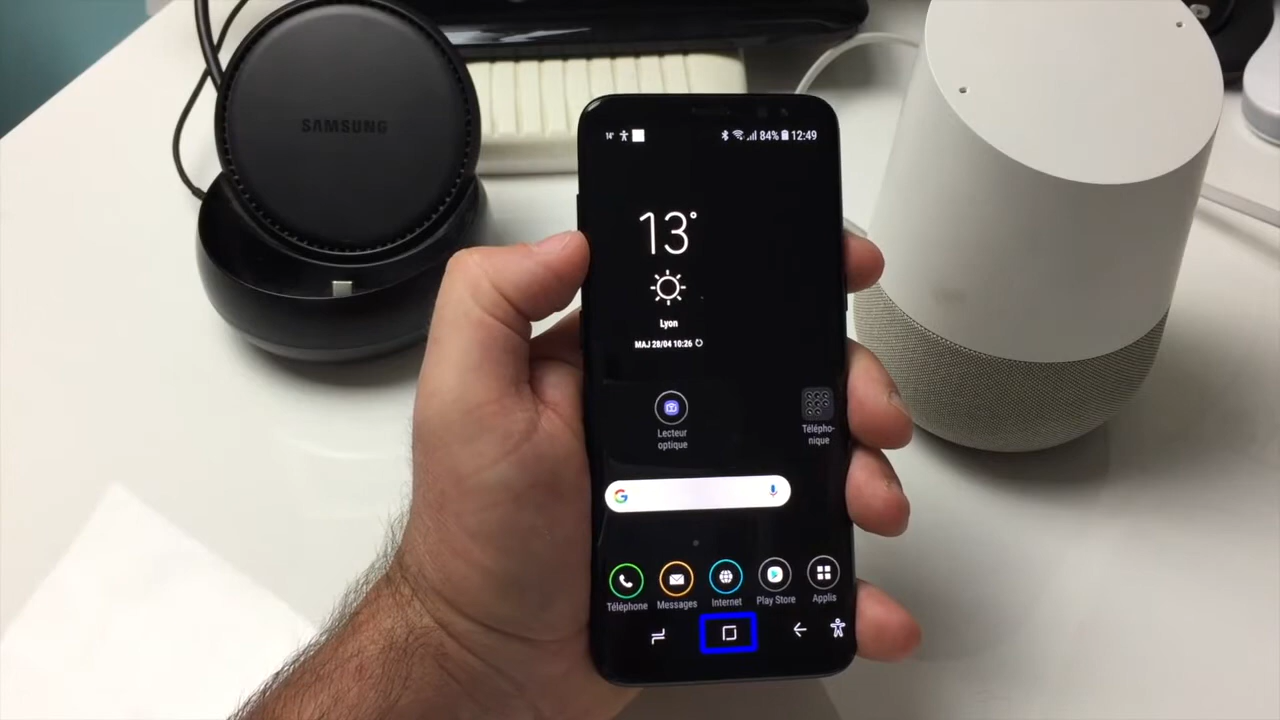 SAMSUNG
14°
84% 12:49
13°
Lyon
MAJ 28/04 10:26
Lecteur
optique
Télépho-
nique
G
Téléphone
Messages
Internet
Play Store
Applis